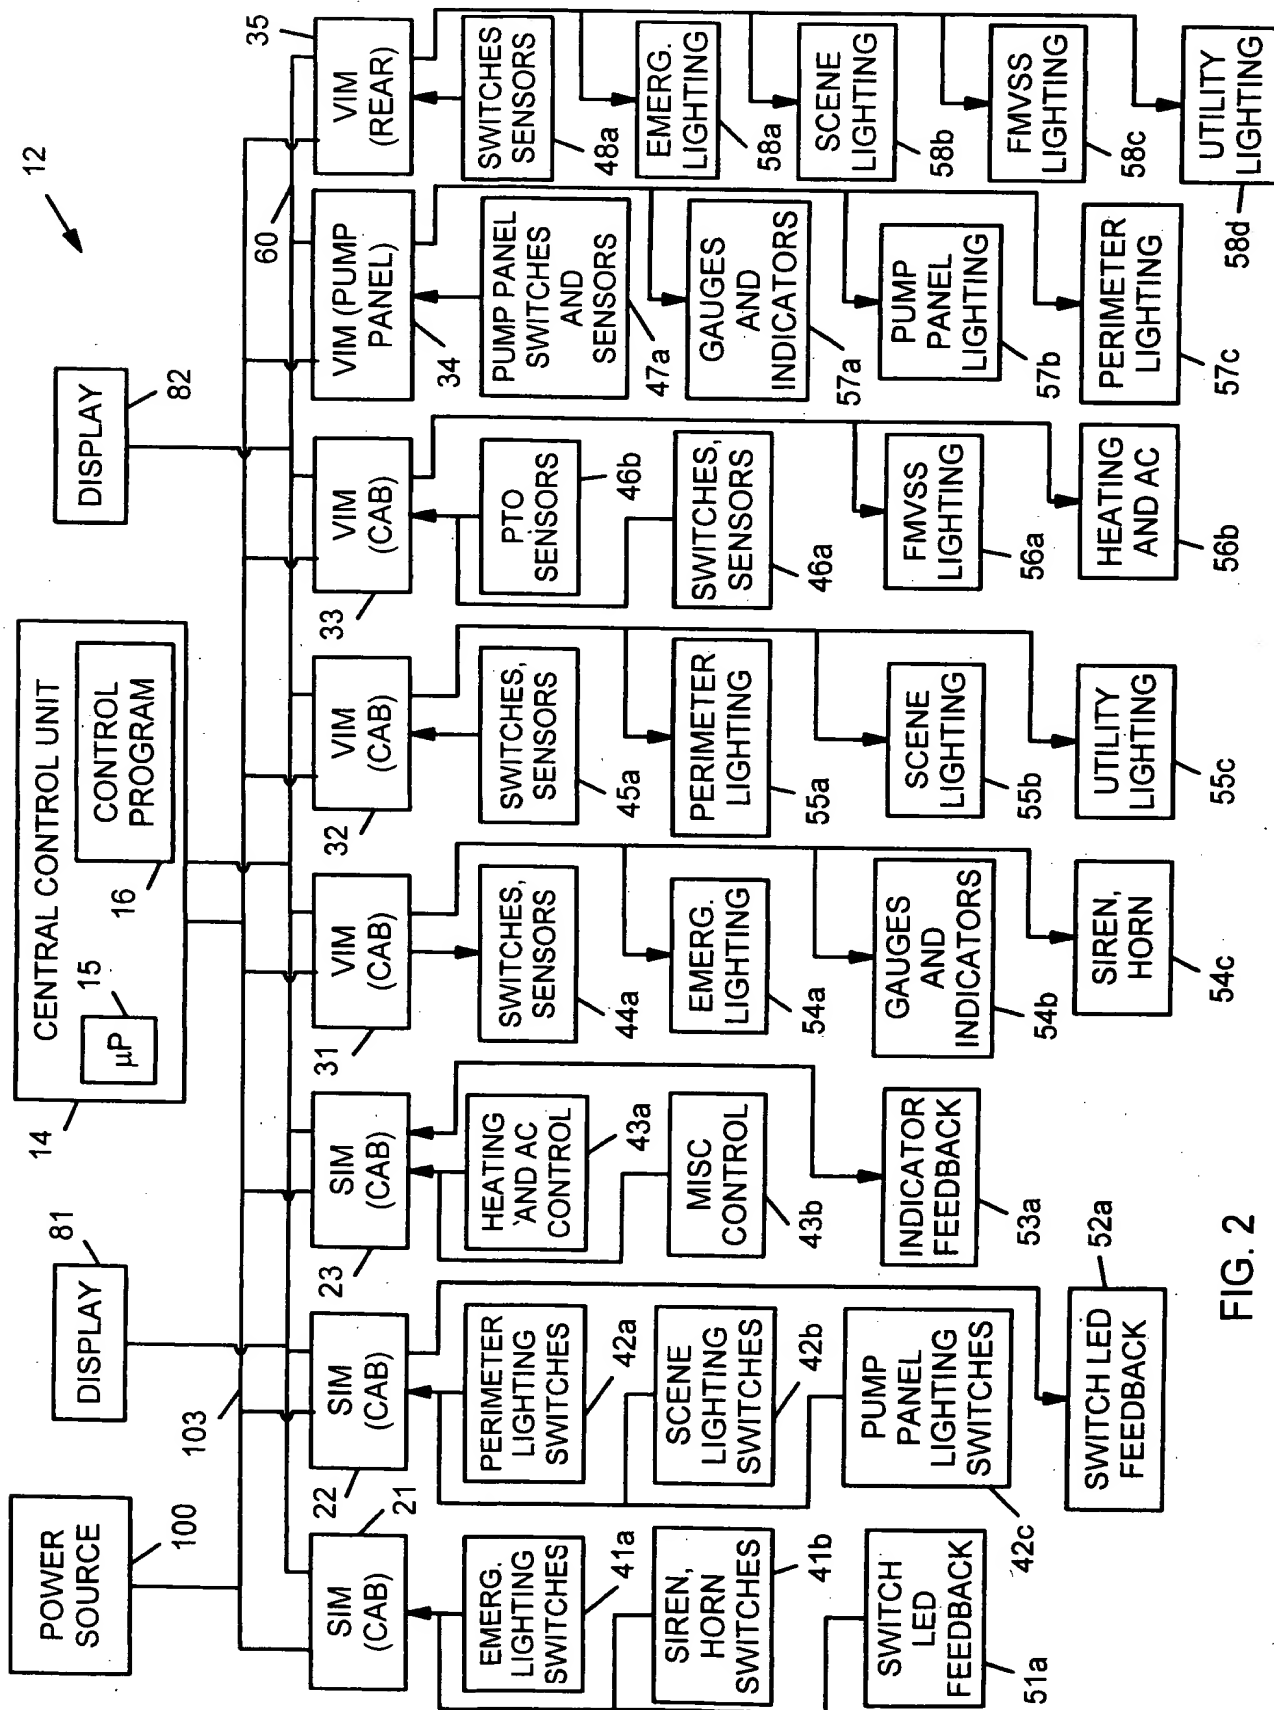 12
POWER
SOURCE
100
DISPLAY
81
CENTRAL CONTROL UNIT
14
µP
15
CONTROL
PROGRAM
16
DISPLAY
82
103
60
SIM
(CAB)
21
SIM
(CAB)
22
SIM
(CAB)
23
VIM
(CAB)
31
VIM
(CAB)
32
VIM
(CAB)
33
VIM (PUMP
PANEL)
34
VIM
(REAR)
35
EMERG.
LIGHTING
SWITCHES
41a
SIREN,
HORN
SWITCHES
41b
SWITCH
LED
FEEDBACK
51a
PERIMETER
LIGHTING
SWITCHES
42a
SCENE
LIGHTING
SWITCHES
42b
PUMP
PANEL
LIGHTING
SWITCHES
42c
SWITCH LED
FEEDBACK
52a
HEATING
AND AC
CONTROL
43a
MISC
CONTROL
43b
INDICATOR
FEEDBACK
53a
SWITCHES,
SENSORS
44a
EMERG.
LIGHTING
54a
GAUGES
AND
INDICATORS
54b
SIREN,
HORN
54c
SWITCHES,
SENSORS
45a
PERIMETER
LIGHTING
55a
SCENE
LIGHTING
55b
UTILITY
LIGHTING
55c
PTO
SENSORS
46b
SWITCHES,
SENSORS
46a
FMVSS
LIGHTING
56a
HEATING
AND AC
56b
PUMP PANEL
SWITCHES
AND
SENSORS
47a
GAUGES
AND
INDICATORS
57a
PUMP
PANEL
LIGHTING
57b
PERIMETER
LIGHTING
57c
SWITCHES
SENSORS
48a
EMERG.
LIGHTING
58a
SCENE
LIGHTING
58b
FMVSS
LIGHTING
58c
UTILITY
LIGHTING
58d
FIG. 2